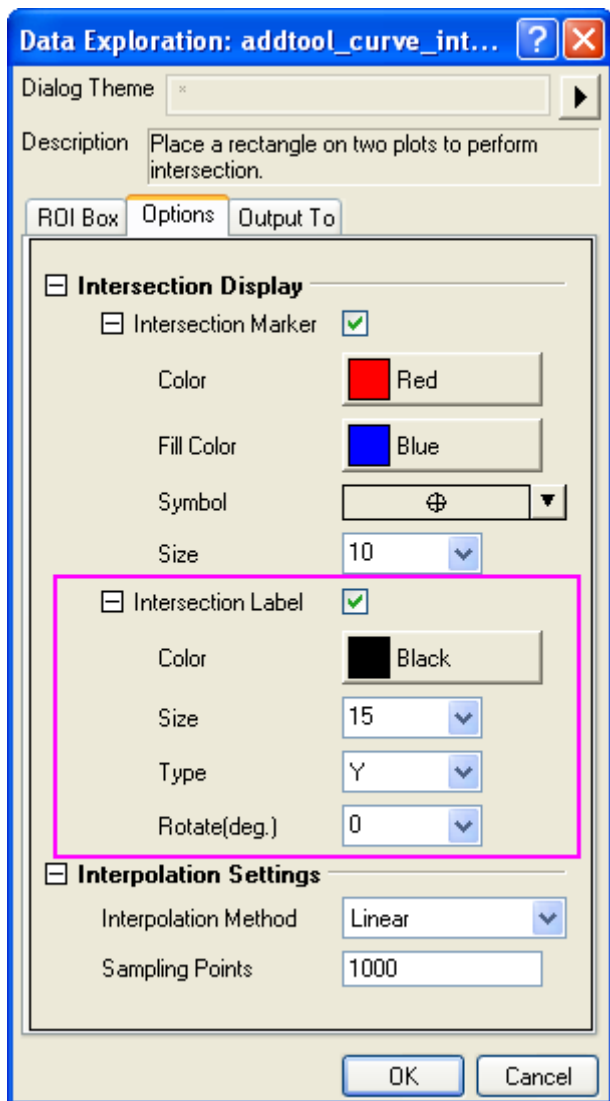 Data Exploration: addtool_curve_int...
Dialog Theme *
Description Place a rectangle on two plots to perform
intersection.
ROI Box Options Output To
Intersection Display
Intersection Marker
Color Red
Fill Color Blue
Symbol
Size 10
Intersection Label
Color Black
Size 15
Type Y
Rotate(deg.) 0
Interpolation Settings
Interpolation Method Linear
Sampling Points 1000
OK Cancel